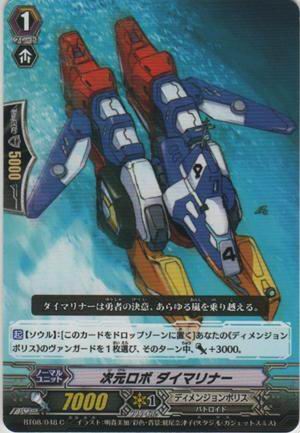 1
5000
4
4
ダイマリナーは勇者の決意、あらゆる嵐を乗り越える。
起【ソウル】:[このカードをドロップゾーンに置く]あなたの《ディメンジョン
ポリス》のヴァンガードを1枚選び、そのターン中、+3000。
ノーマル
ユニット
次元ロボ ダイマリナー
7000
1
ディメンジョンポリス
バトロイド
BT08/048 C